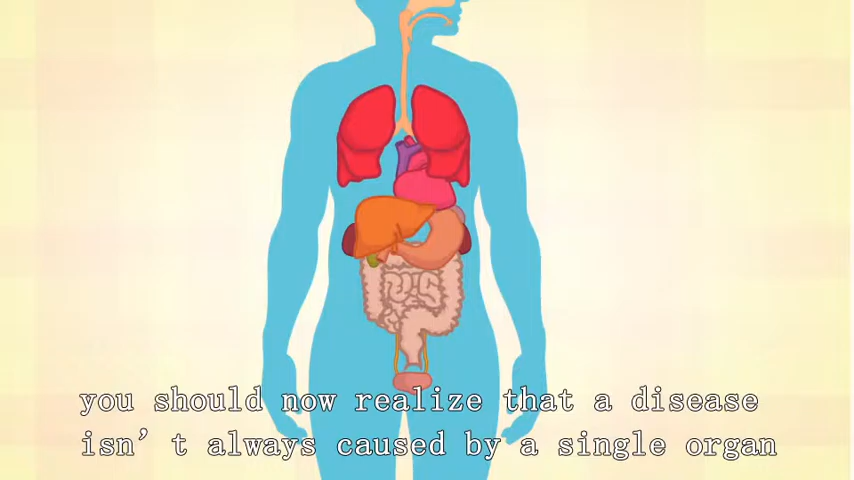 you should now realize that a disease
isn’t always caused by a single organ